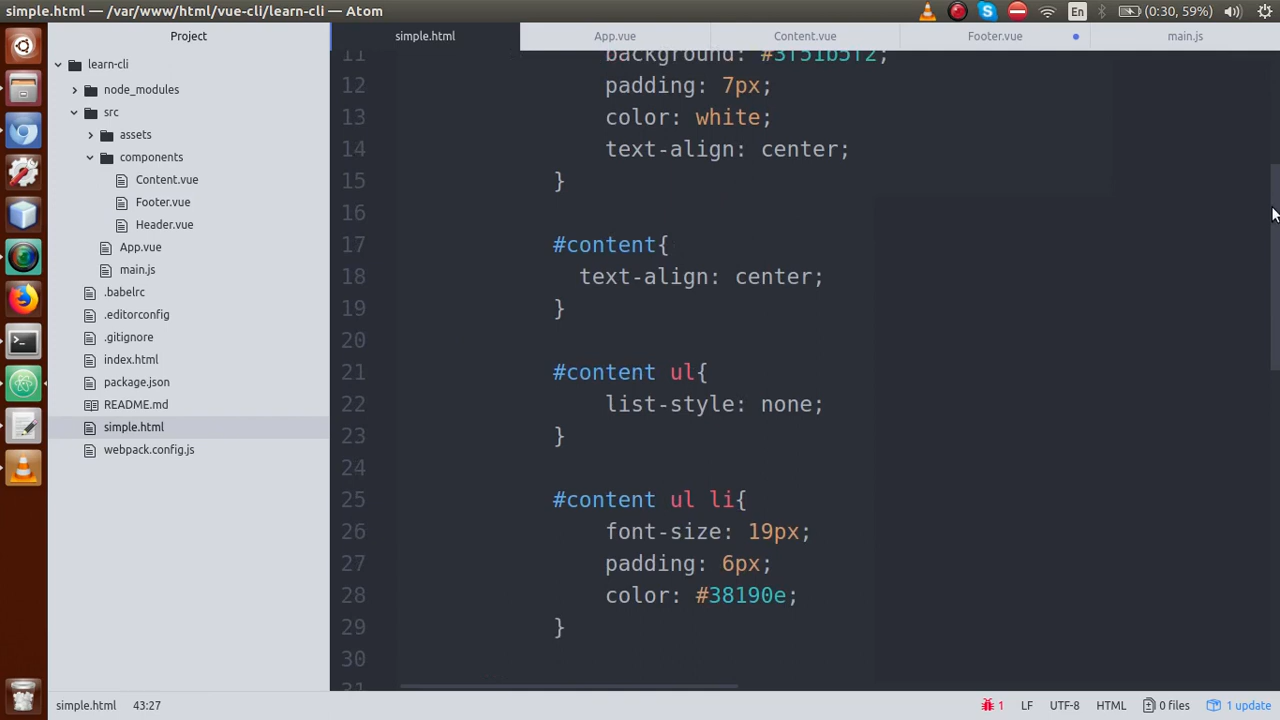 simple.html — /var/www/html/vue-cli/learn-cli — Atom
En
(0:30, 59%)
Project
simple.html
App.vue
Content.vue
Footer.vue
main.js
learn-cli
node_modules
src
assets
components
Content.vue
Footer.vue
Header.vue
App.vue
main.js
.babelrc
.editorconfig
.gitignore
index.html
package.json
README.md
simple.html
webpack.config.js
11 background: #3f51b5f2;
12 padding: 7px;
13 color: white;
14 text-align: center;
15 }
16
17 #content{
18 text-align: center;
19 }
20
21 #content ul{
22 list-style: none;
23 }
24
25 #content ul li{
26 font-size: 19px;
27 padding: 6px;
28 color: #38190e;
29 }
30
31
simple.html 43:27
1 LF UTF-8 HTML 0 files 1 update